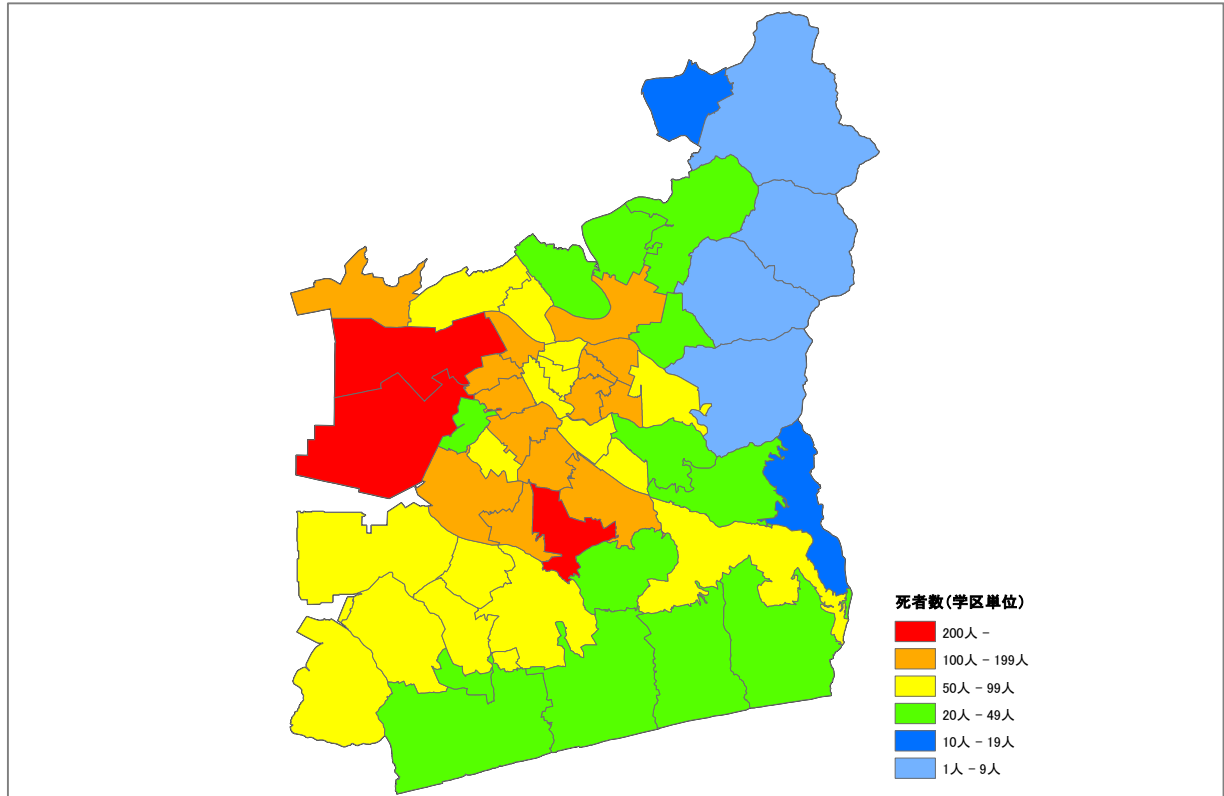 死者数(学区単位)
200人 -
100人 - 199人
50人 - 99人
20人 - 49人
10人 - 19人
1人 - 9人